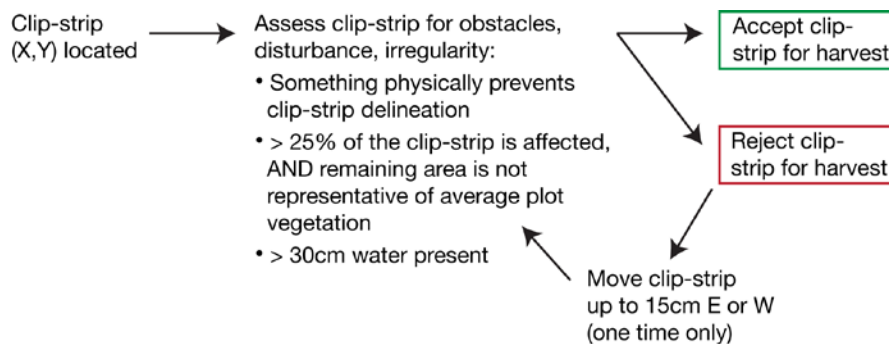 Clip-strip
(X,Y) located
Assess clip-strip for obstacles,
disturbance, irregularity:
• Something physically prevents
clip-strip delineation
• > 25% of the clip-strip is affected,
AND remaining area is not
representative of average plot
vegetation
• > 30cm water present
Accept clip-
strip for harvest
Reject clip-
strip for harvest
Move clip-strip
up to 15cm E or W
(one time only)